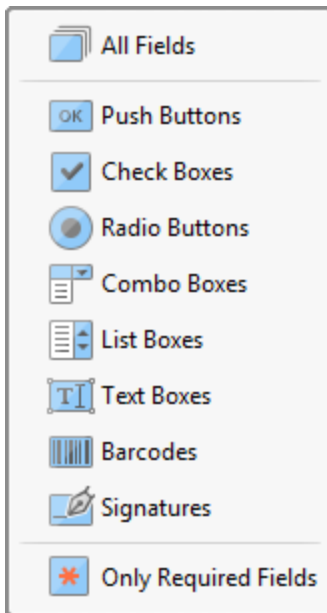 All Fields
OK Push Buttons
Check Boxes
Radio Buttons
Combo Boxes
List Boxes
T Text Boxes
Barcodes
Signatures
Only Required Fields